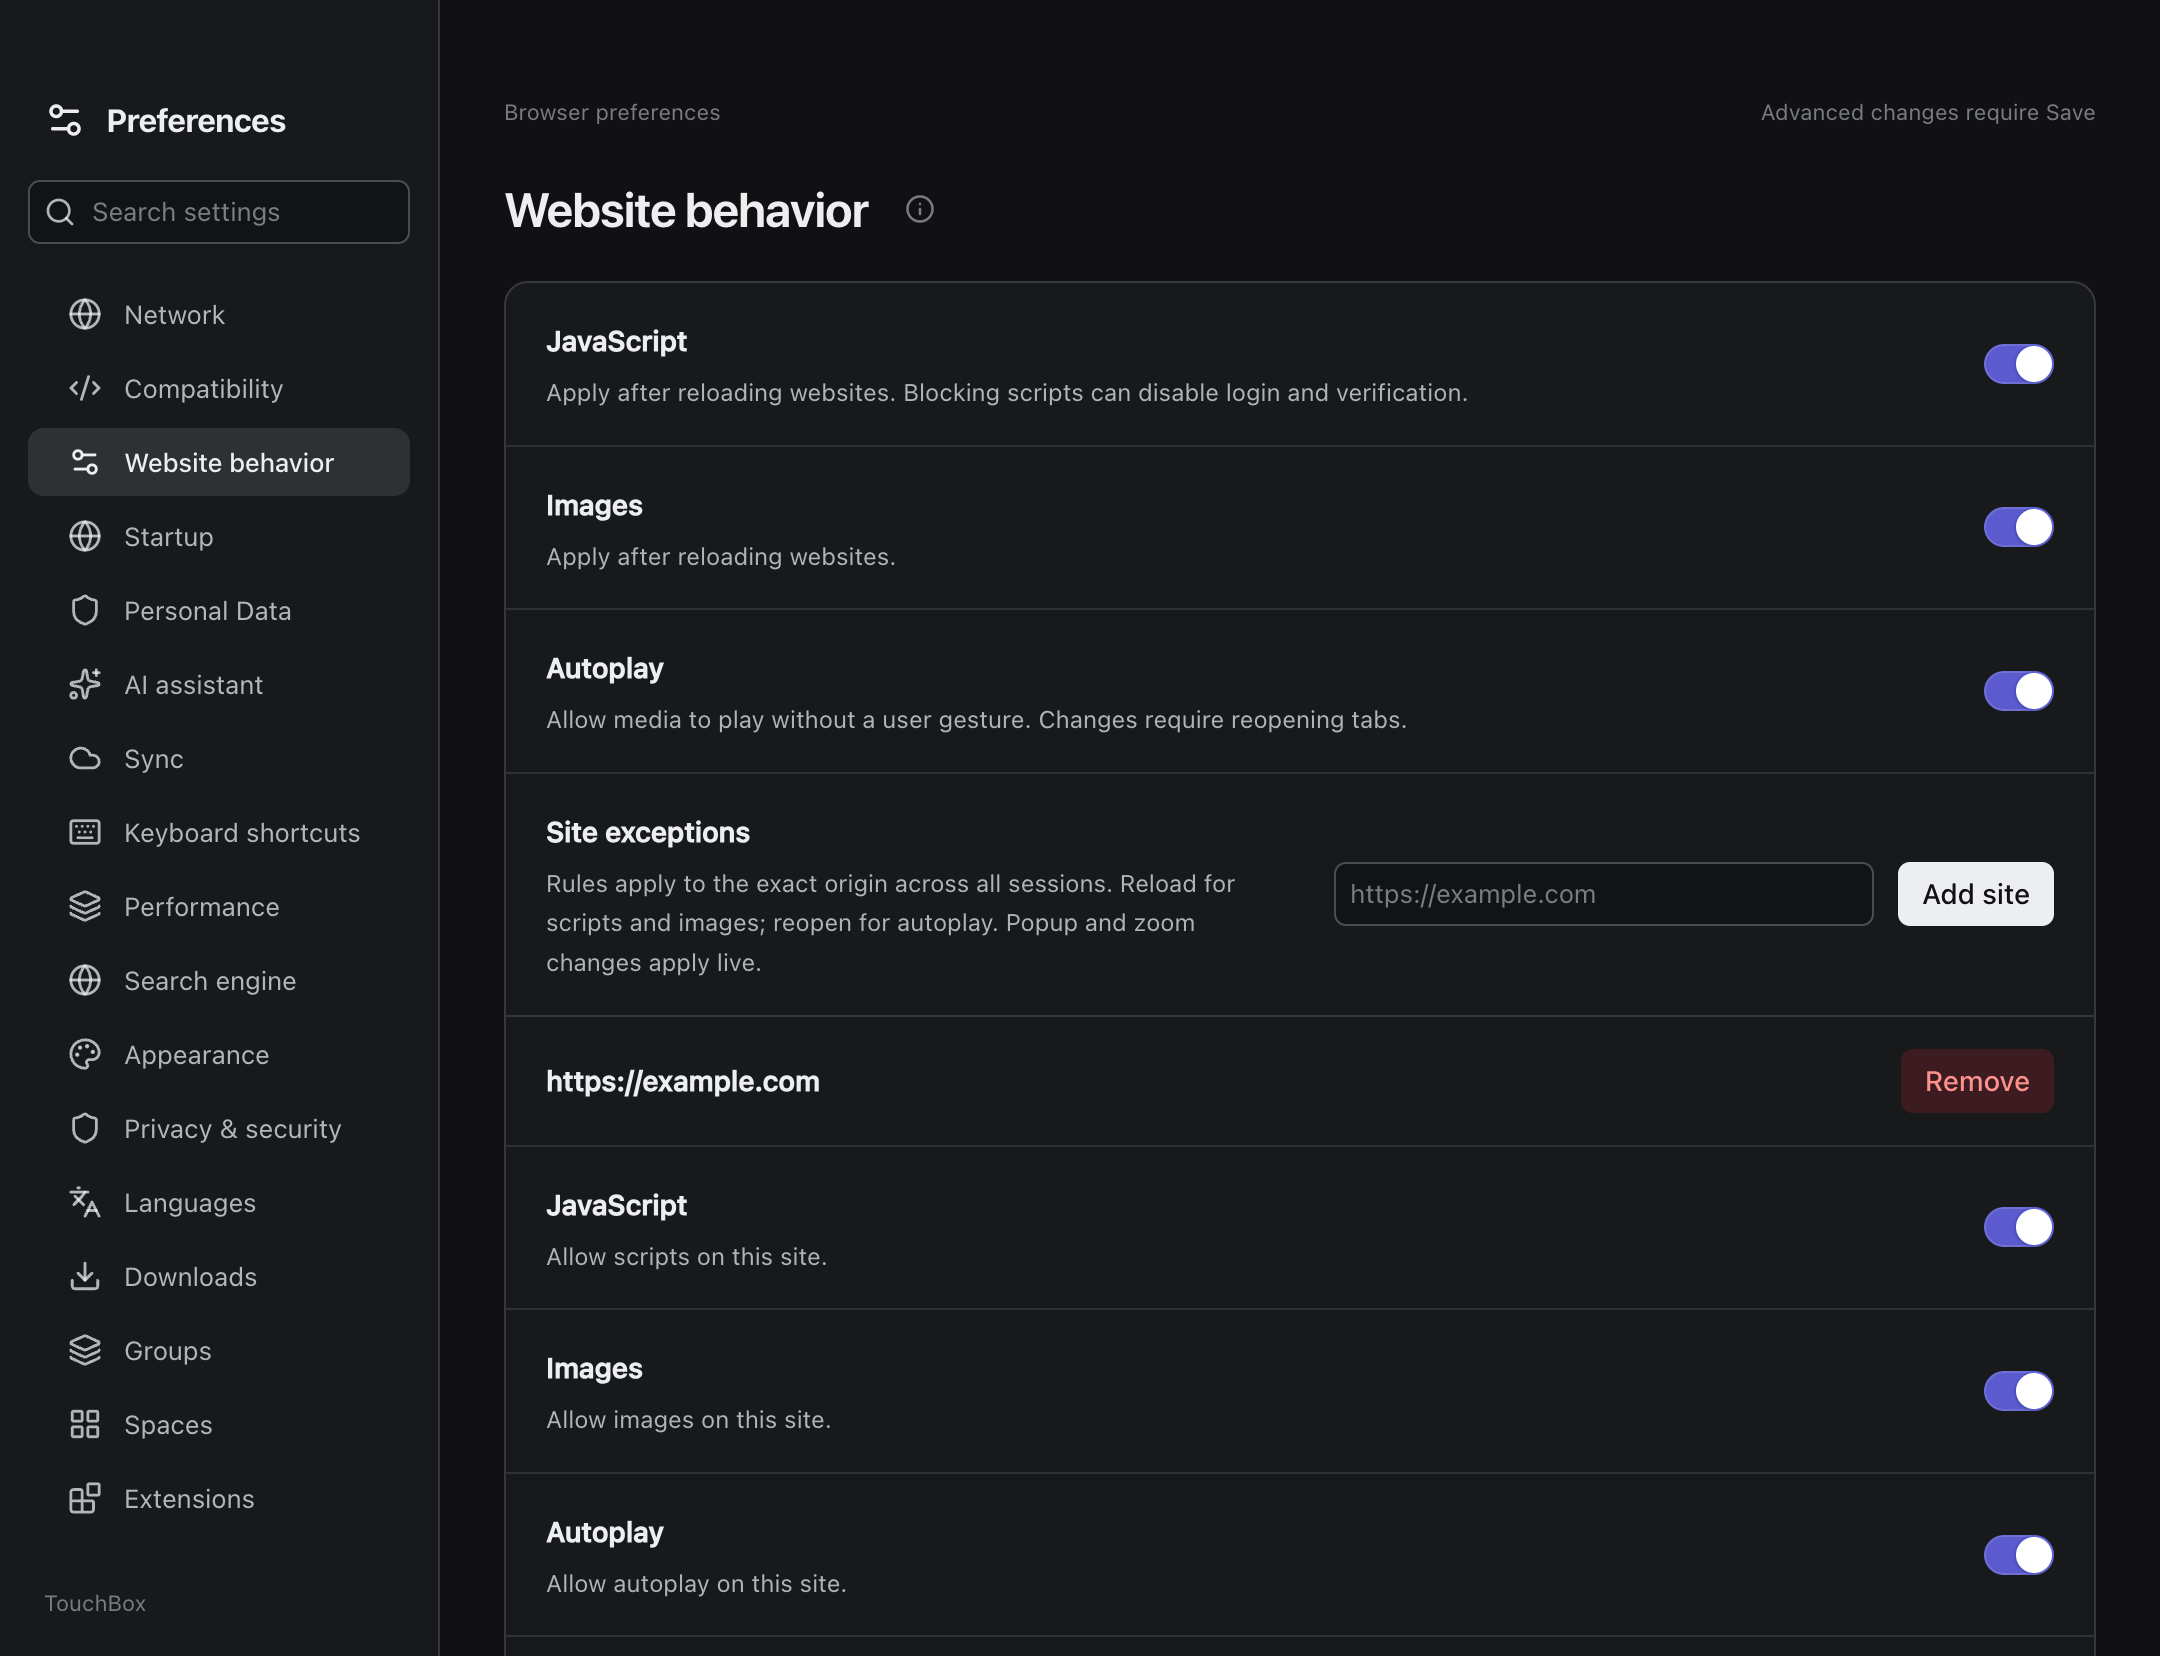 Preferences
Search settings
Network
Compatibility
Website behavior
Startup
Personal Data
AI assistant
Sync
Keyboard shortcuts
Performance
Search engine
Appearance
Privacy & security
Languages
Downloads
Groups
Spaces
Extensions
TouchBox
Browser preferences
Advanced changes require Save
Website behavior
JavaScript
Apply after reloading websites. Blocking scripts can disable login and verification.
Images
Apply after reloading websites.
Autoplay
Allow media to play without a user gesture. Changes require reopening tabs.
Site exceptions
Rules apply to the exact origin across all sessions. Reload for
scripts and images; reopen for autoplay. Popup and zoom
changes apply live.
https://example.com
Add site
https://example.com
Remove
JavaScript
Allow scripts on this site.
Images
Allow images on this site.
Autoplay
Allow autoplay on this site.